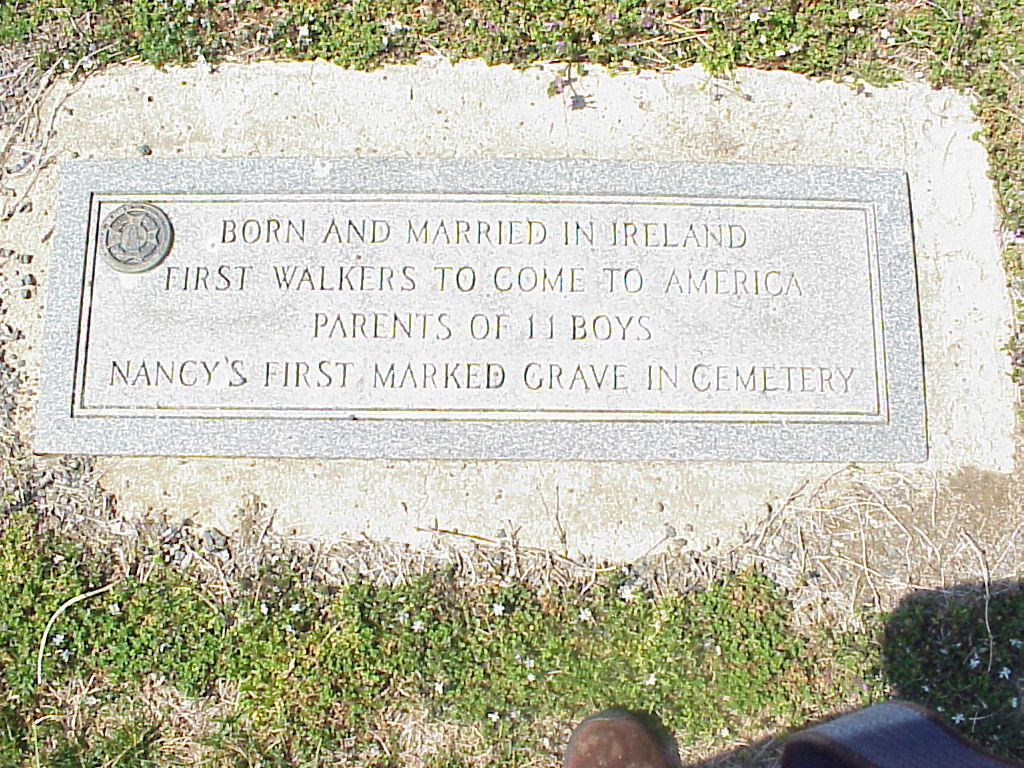 BORN AND MARRIED IN IRELAND
FIRST WALKERS TO COME TO AMERICA
PARENTS OF 11 BOYS
NANCY'S FIRST MARKED GRAVE IN CEMETERY